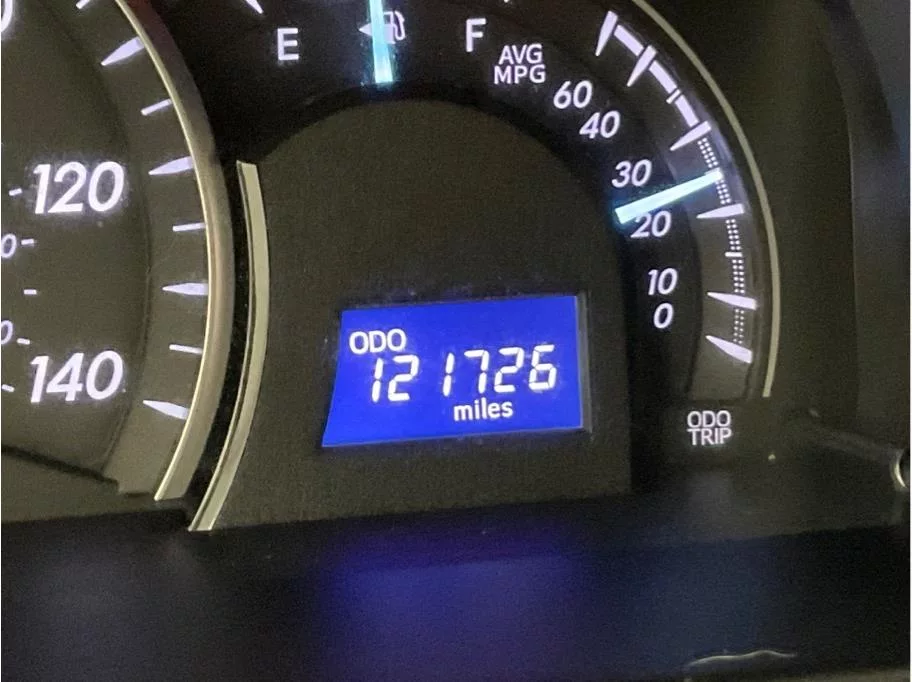 E F
AVG
MPG
60
40
30
20
10
0
120
140
ODO
121726
miles
ODO
TRIP